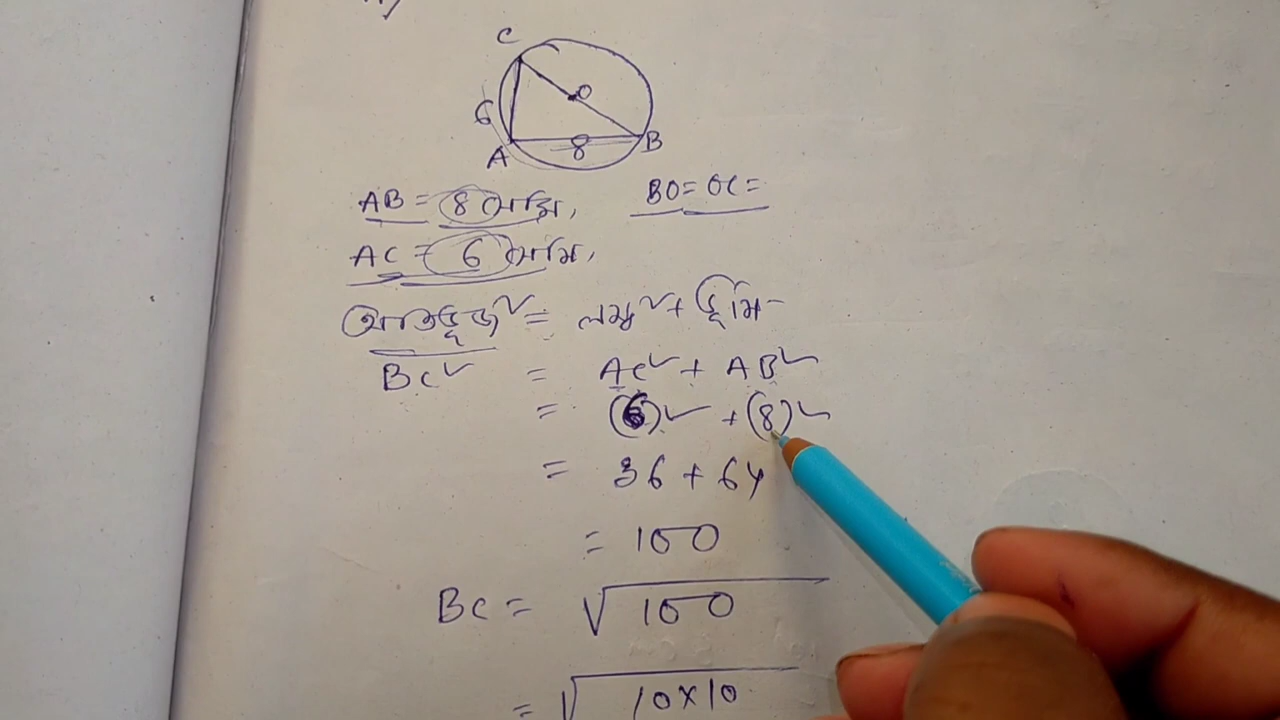 C
O
6
A 8 B
AB = 8 সেমি, BO = OC =
AC = 6 সেমি,
অতিভূজ² = লম্ব² + ভূমি
BC² = AC² + AB²
= (6)² + (8)²
= 36 + 64
= 100
BC = √100
= √10×10